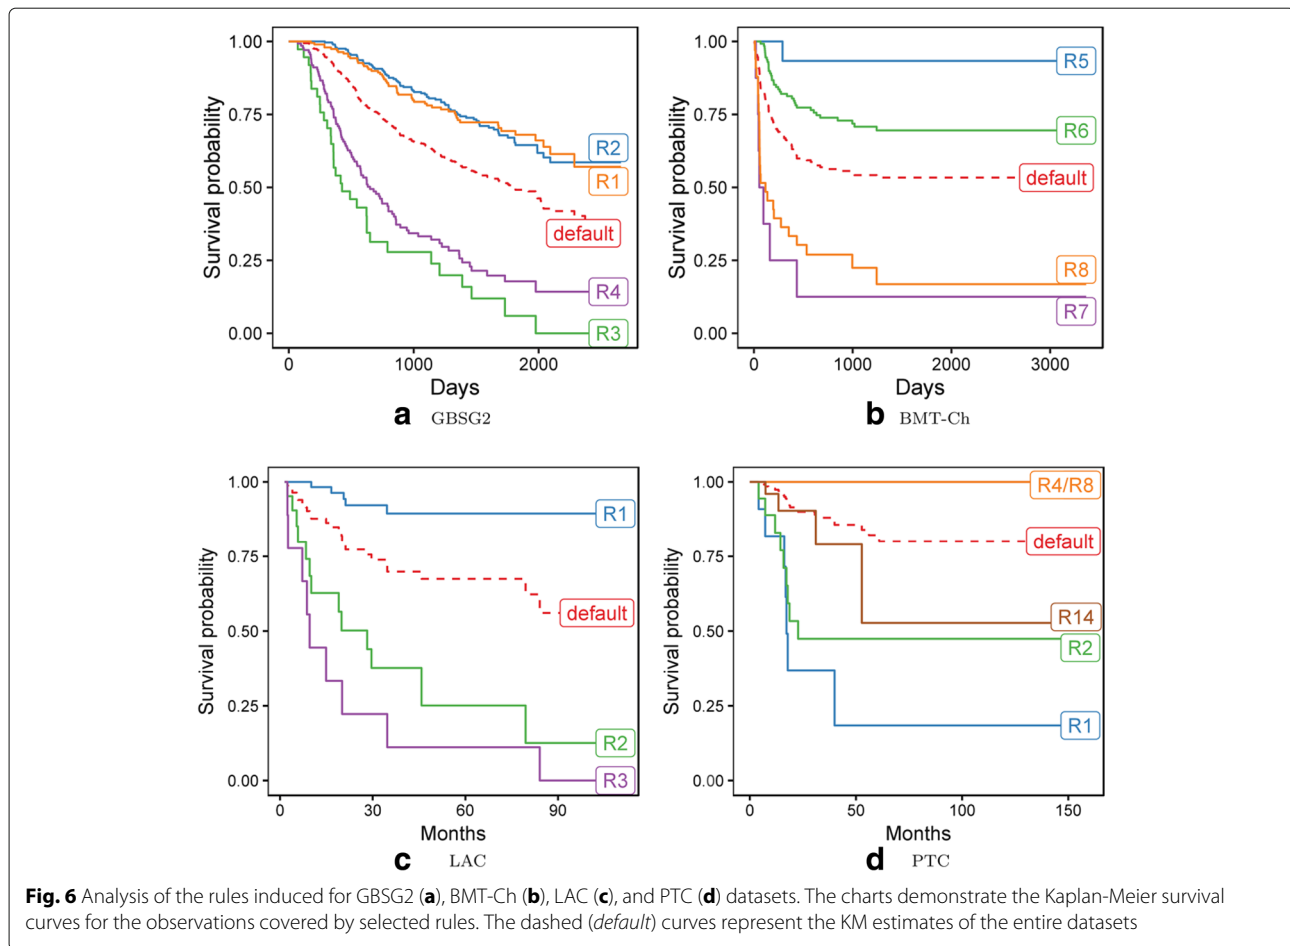 1.00
0.75
0.50
0.25
0.00
Survival probability
R2
R1
default
R4
R3
0 1000 2000
Days
a GBSG2
1.00
0.75
0.50
0.25
0.00
Survival probability
R5
R6
default
R8
R7
0 1000 2000 3000
Days
b BMT-Ch
1.00
0.75
0.50
0.25
0.00
Survival probability
R1
default
R2
R3
0 30 60 90
Months
c LAC
1.00
0.75
0.50
0.25
0.00
Survival probability
R4/R8
default
R14
R2
R1
0 50 100 150
Months
d PTC
Fig. 6 Analysis of the rules induced for GBSG2 (a), BMT-Ch (b), LAC (c), and PTC (d) datasets. The charts demonstrate the Kaplan-Meier survival
curves for the observations covered by selected rules. The dashed (default) curves represent the KM estimates of the entire datasets